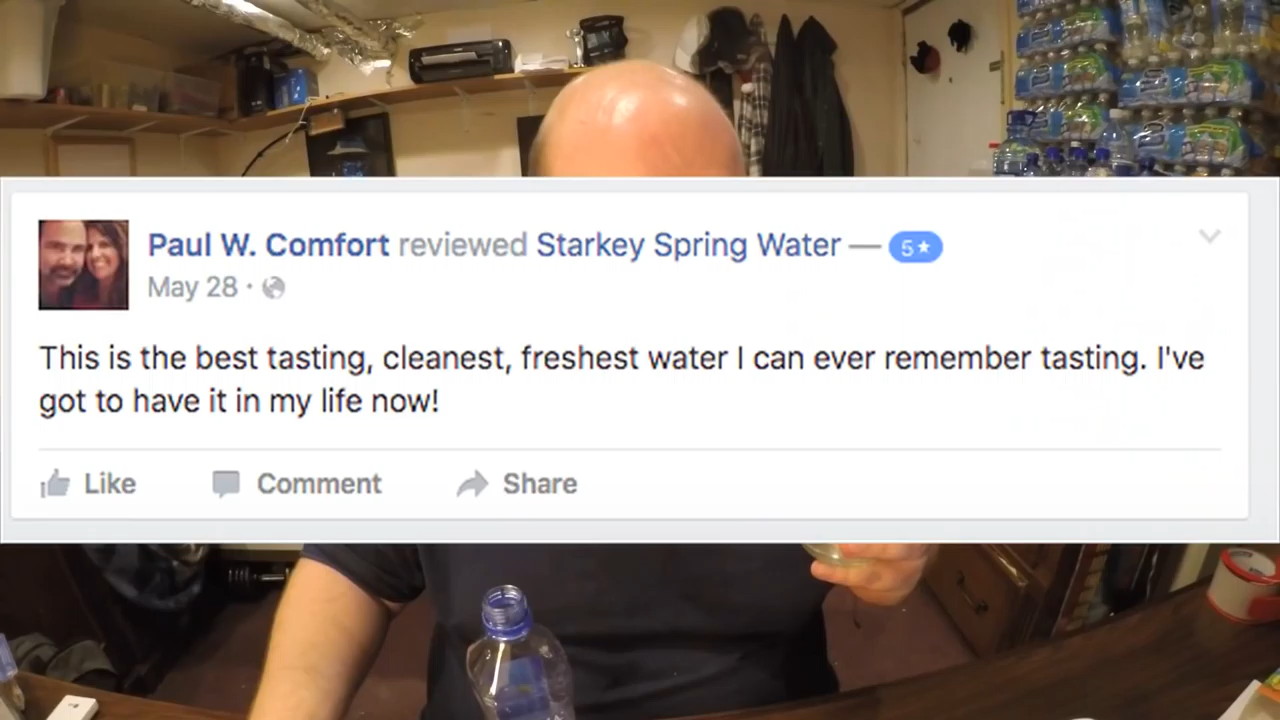 Paul W. Comfort reviewed Starkey Spring Water — 5★
May 28 ·
This is the best tasting, cleanest, freshest water I can ever remember tasting. I've
got to have it in my life now!
Like Comment Share